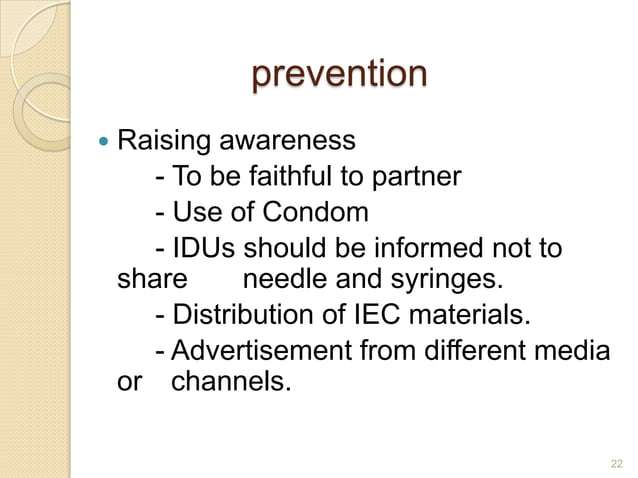 prevention
• Raising awareness
- To be faithful to partner
- Use of Condom
- IDUs should be informed not to
share needle and syringes.
- Distribution of IEC materials.
- Advertisement from different media
or channels.
22